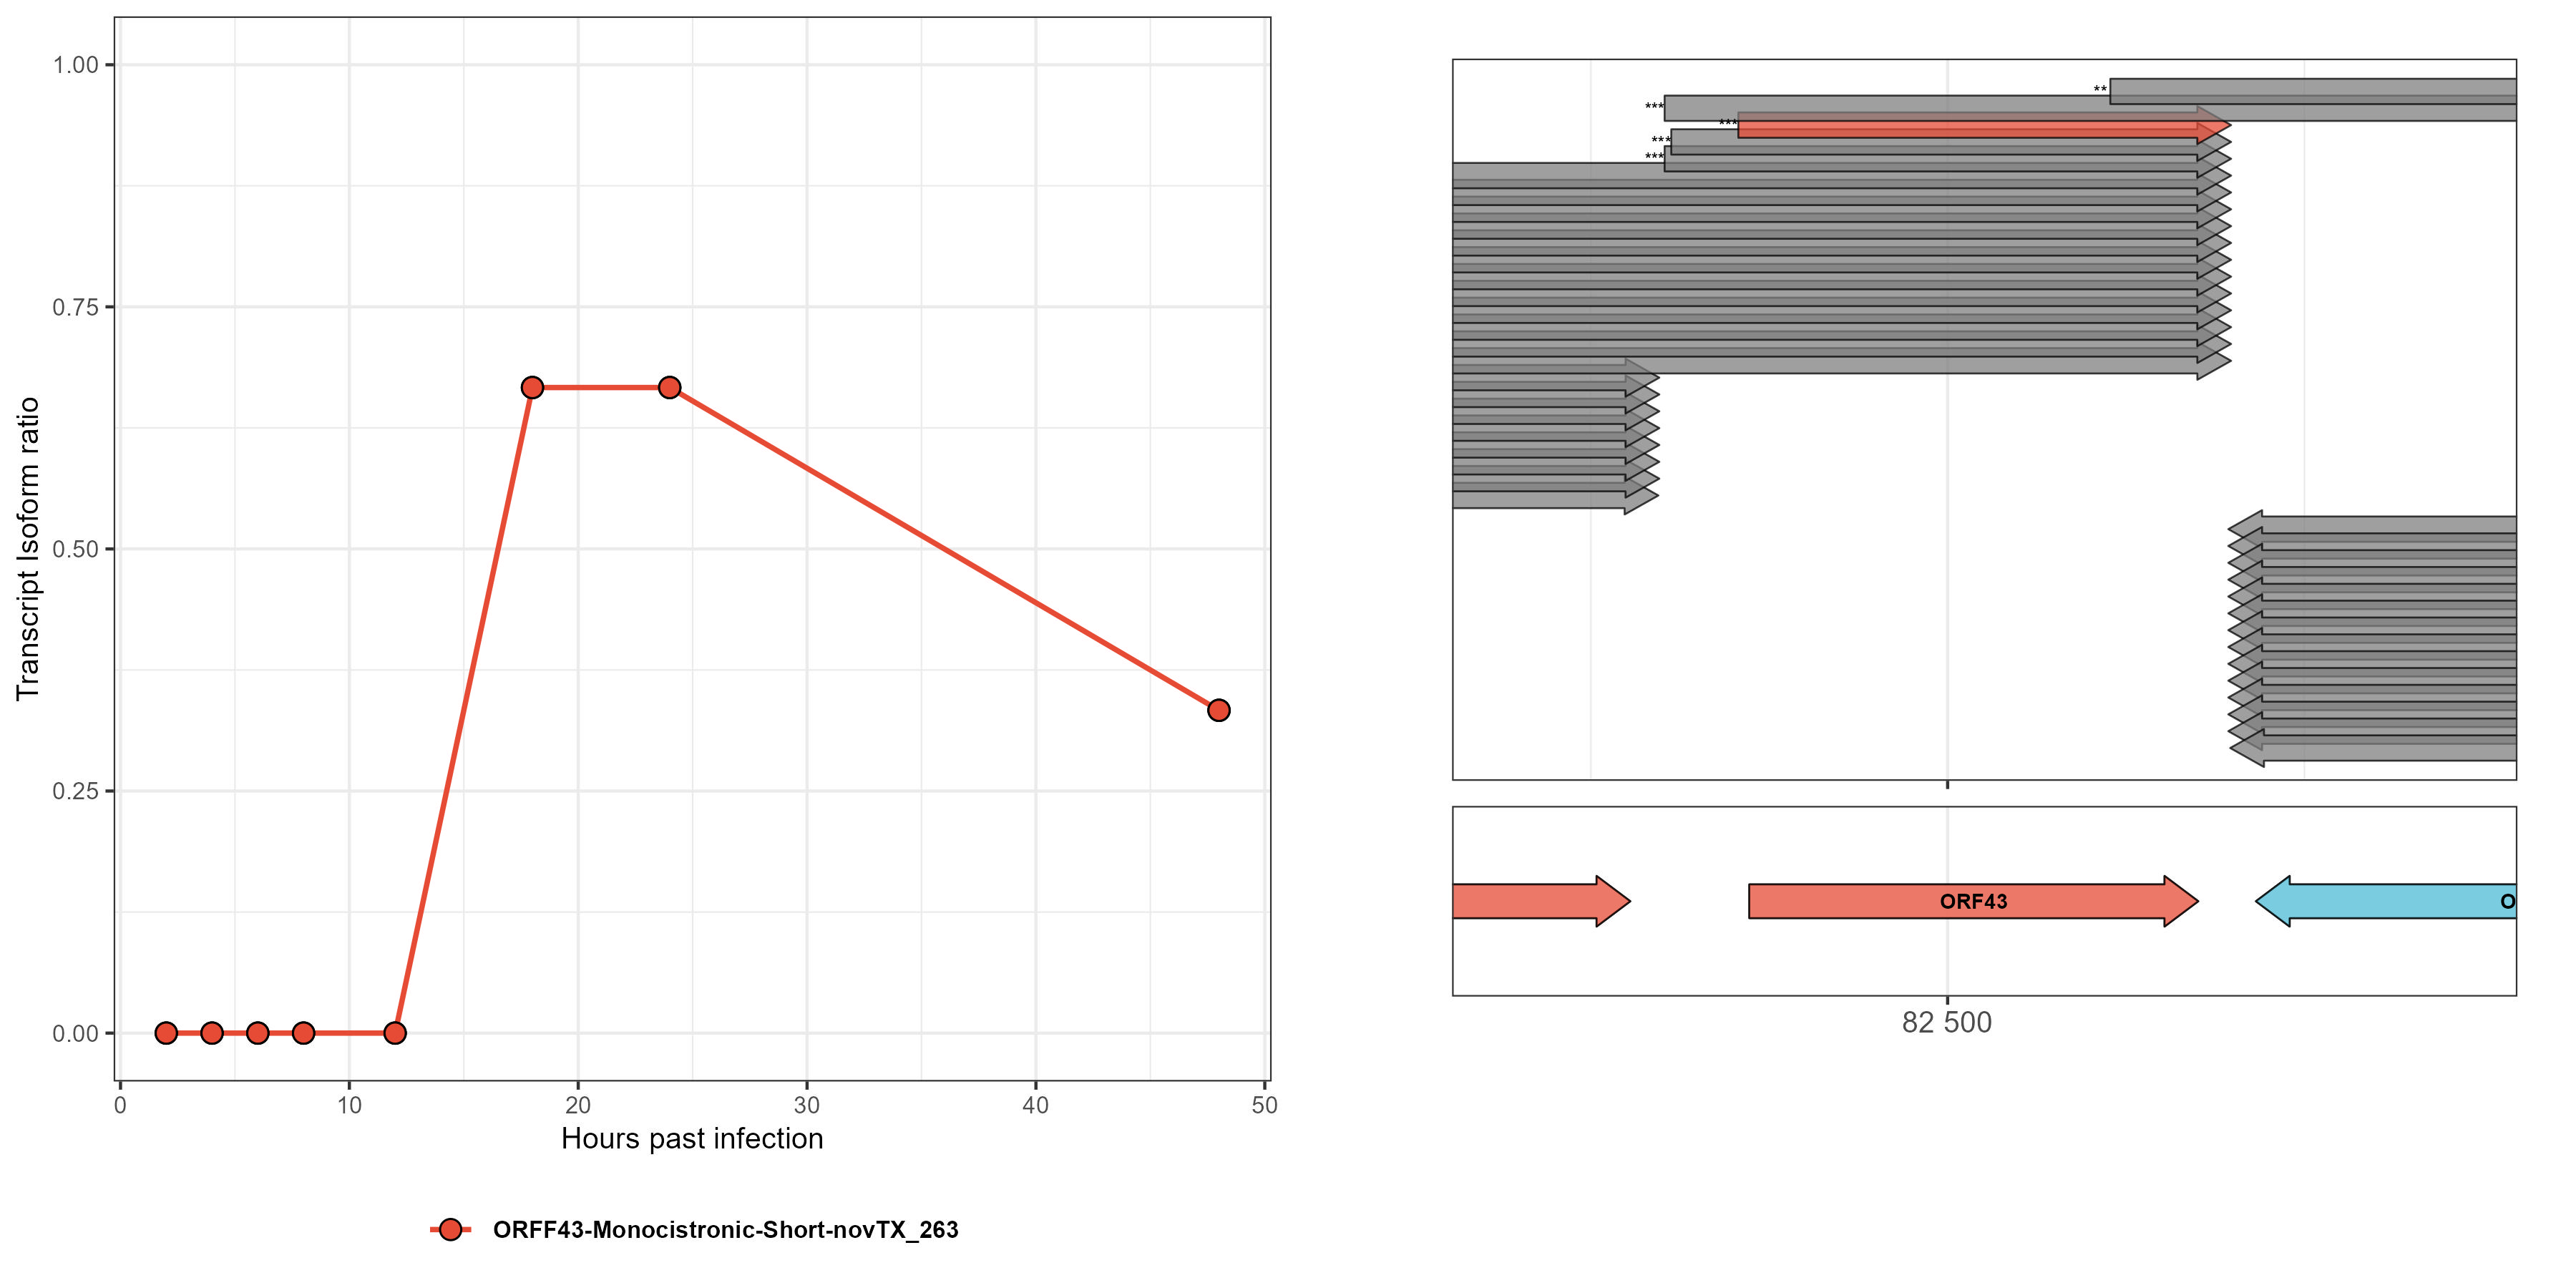 1.00
0.75
0.50
0.25
0.00
Transcript Isoform ratio
0 10 20 30 40 50
Hours past infection
ORFF43-Monocistronic-Short-novTX_263
**
***
***
***
***
ORF43
O
82 500